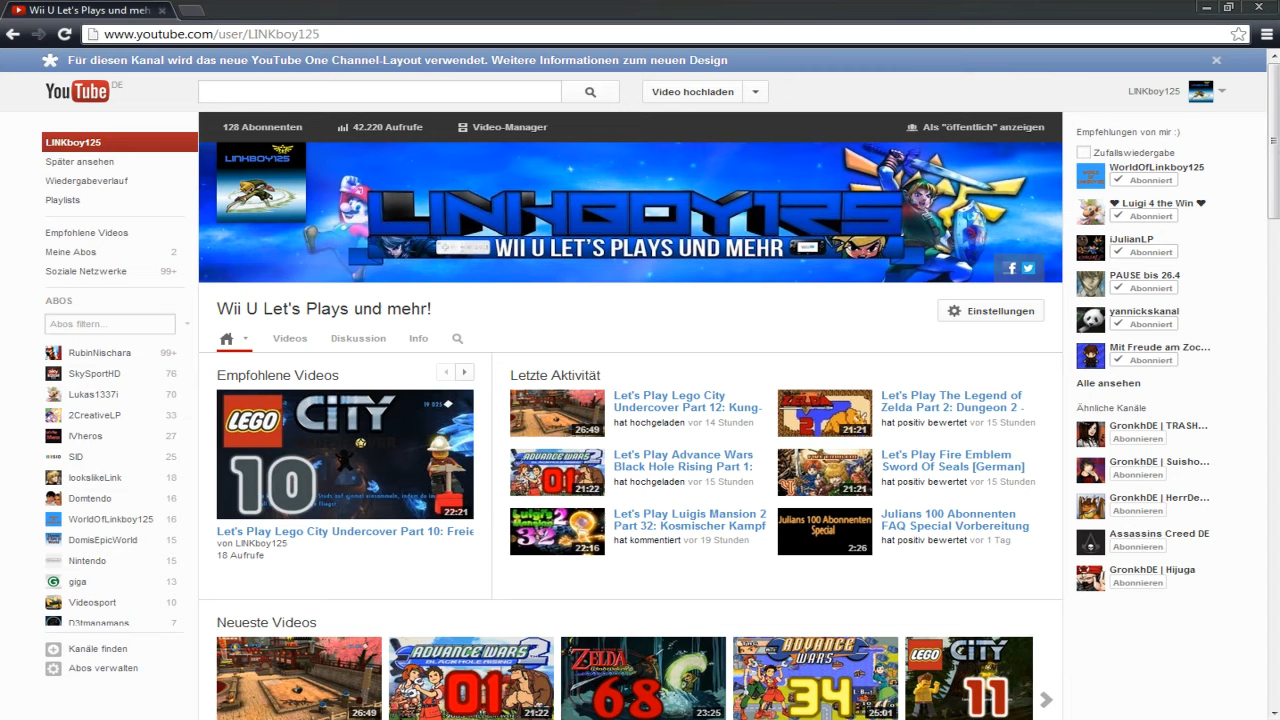 Wii U Let's Plays und meh
www.youtube.com/user/LINKboy125
Für diesen Kanal wird das neue YouTube One Channel-Layout verwendet. Weitere Informationen zum neuen Design
YouTube DE
Video hochladen
LINKboy125
LINKboy125
Später ansehen
Wiedergabeverlauf
Playlists
Empfohlene Videos
Meine Abos 2
Soziale Netzwerke 99+
ABOS
Abos filtern...
RubinNischara 99+
SkySportHD 76
Lukas1337i 70
2CreativeLP 33
IVheros 27
SID 25
lookslikeLink 18
Domtendo 16
WorldOfLinkboy125 16
DomisEpicWorld 15
Nintendo 15
giga 13
Videosport 10
D3tmanamans 7
Kanäle finden
Abos verwalten
128 Abonnenten
42.220 Aufrufe
Video-Manager
Als "öffentlich" anzeigen
LINKBOY125
LINKBOY125
WII U LET'S PLAYS UND MEHR
Wii U Let's Plays und mehr!
Einstellungen
Videos
Diskussion
Info
Empfohlene Videos
LEGO CITY
10
22:21
Let's Play Lego City Undercover Part 10: Freie
von LINKboy125
18 Aufrufe
Letzte Aktivität
26:49
Let's Play Lego City
Undercover Part 12: Kung-
hat hochgeladen vor 14 Stunden
ADVANCE WARS 2
01
21:22
Let's Play Advance Wars
Black Hole Rising Part 1:
hat hochgeladen vor 15 Stunden
Luigi's Mansion 2
32
22:16
Let's Play Luigis Mansion 2
Part 32: Kosmischer Kampf
hat kommentiert vor 19 Stunden
ZELDA
21:21
Let's Play The Legend of
Zelda Part 2: Dungeon 2 -
hat positiv bewertet vor 15 Stunden
21:21
Let's Play Fire Emblem
Sword Of Seals [German]
hat positiv bewertet vor 15 Stunden
Julians 100 Abonnenten
Special
2:26
Julians 100 Abonnenten
FAQ Special Vorbereitung
hat positiv bewertet vor 1 Tag
Neueste Videos
26:49
ADVANCE WARS 2
BLACK HOLE RISING
01
21:22
ZELDA
68
23:25
ADVANCE WARS
34
25:01
LEGO CITY
11
Empfehlungen von mir :)
Zufallswiedergabe
WorldOfLinkboy125
Abonniert
❤ Luigi 4 the Win ❤
Abonniert
iJulianLP
Abonniert
PAUSE bis 26.4
Abonniert
yannickskanal
Abonniert
Mit Freude am Zoc...
Abonniert
Alle ansehen
Ähnliche Kanäle
GronkhDE | TRASH...
Abonnieren
GronkhDE | Suisho...
Abonnieren
GronkhDE | HerrDe...
Abonnieren
Assassins Creed DE
Abonnieren
GronkhDE | Hijuga
Abonnieren